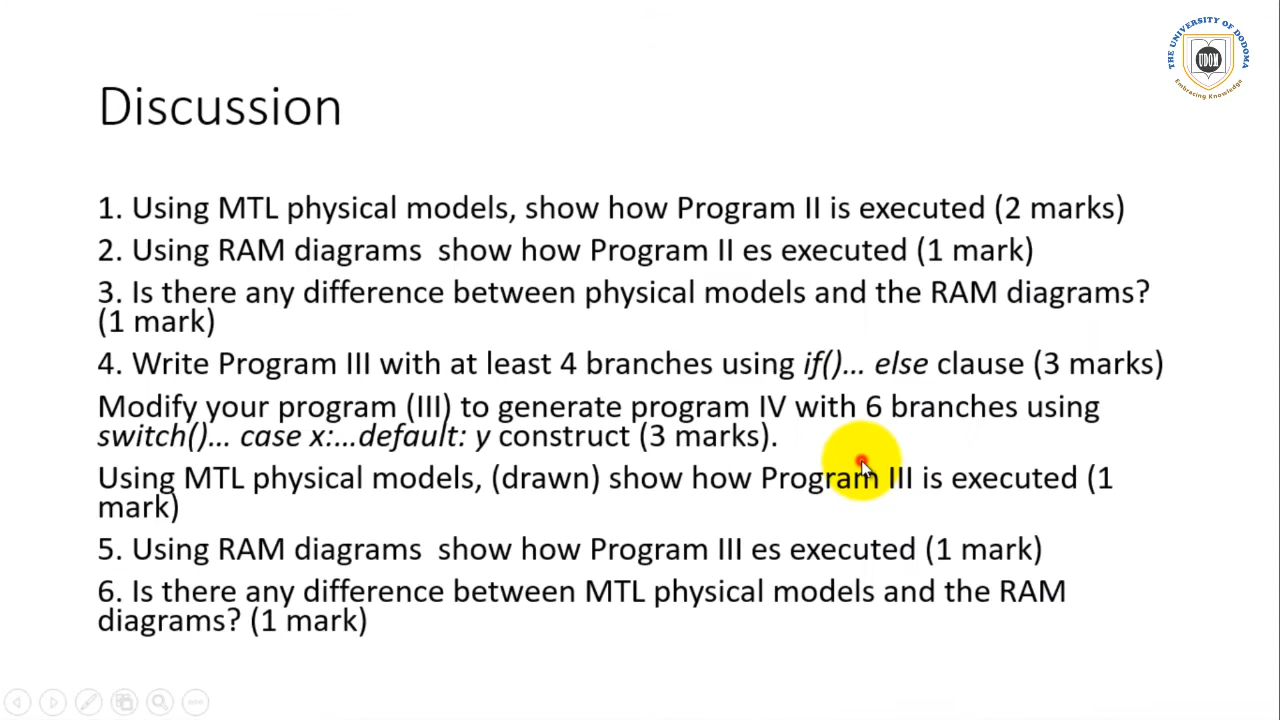 THE UNIVERSITY OF DODOMA
UDOM
Embracing Knowledge
Discussion
1. Using MTL physical models, show how Program II is executed (2 marks)
2. Using RAM diagrams  show how Program II es executed (1 mark)
3. Is there any difference between physical models and the RAM diagrams?
(1 mark)
4. Write Program III with at least 4 branches using if()... else clause (3 marks)
Modify your program (III) to generate program IV with 6 branches using
switch()... case x:...default: y construct (3 marks).
Using MTL physical models, (drawn) show how Program III is executed (1
mark)
5. Using RAM diagrams  show how Program III es executed (1 mark)
6. Is there any difference between MTL physical models and the RAM
diagrams? (1 mark)